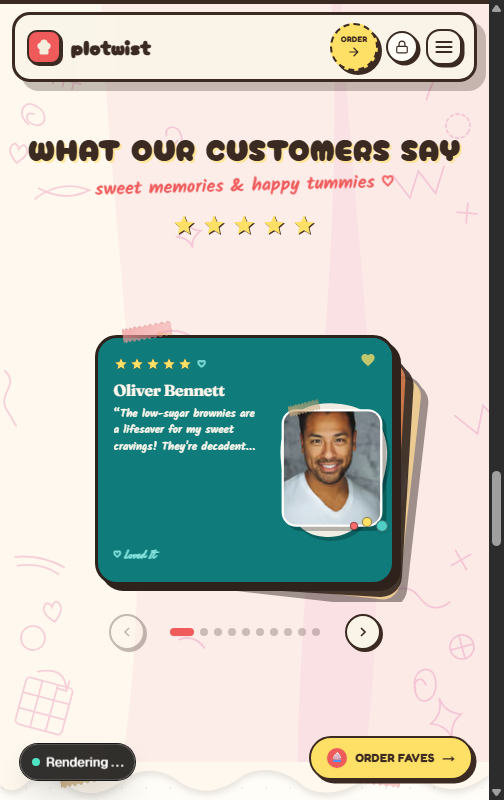 plotwist
ORDER
→
WHAT OUR CUSTOMERS SAY
sweet memories & happy tummies ♡
Oliver Bennett
"The low-sugar brownies are
a lifesaver for my sweet
cravings! They're decadent...
♡ Loved It
Rendering ...
ORDER FAVES →